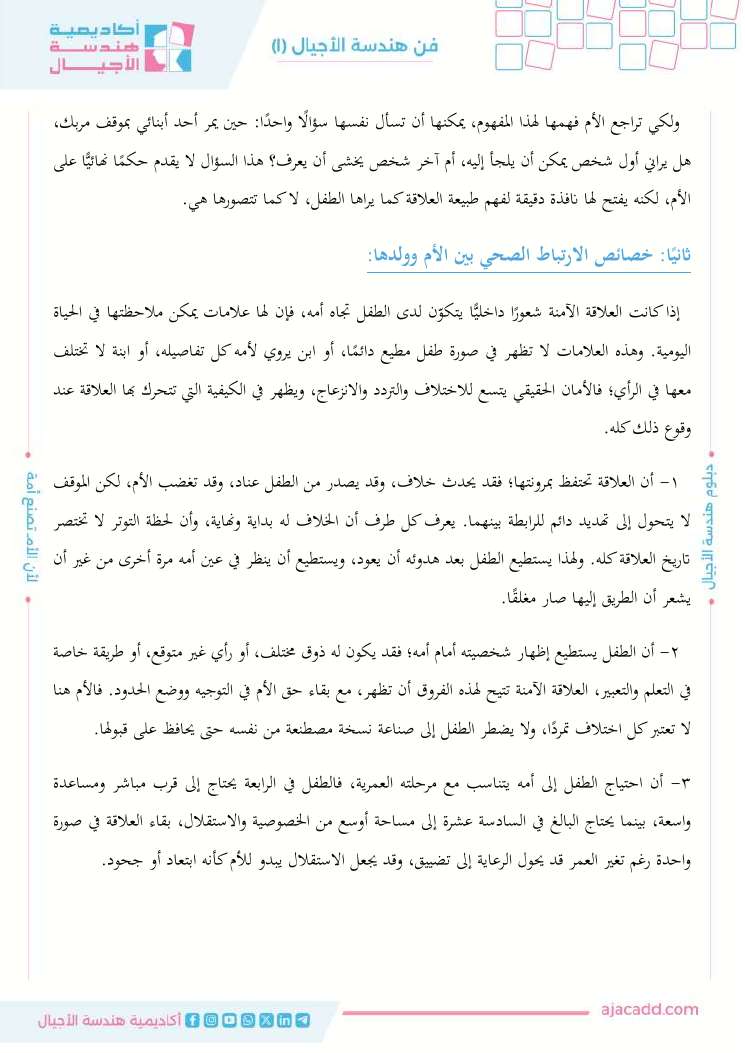 أكاديمية
هندسة
الأجيال
فن هندسة الأجيال (١)
ولكي تراجع الأم فهمها لهذا المفهوم، يمكنها أن تسأل نفسها سؤالًا واحدًا: حين يمر أحد أبنائي بموقف مربك،
هل يراني أول شخص يمكن أن يلجأ إليه، أم آخر شخص يخشى أن يعرف؟ هذا السؤال لا يقدم حكمًا نهائيًّا على
الأم، لكنه يفتح لها نافذة دقيقة لفهم طبيعة العلاقة كما يراها الطفل، لا كما تتصورها هي.
ثانيًا: خصائص الارتباط الصحي بين الأم وولدها:
إذا كانت العلاقة الآمنة شعورًا داخليًّا يتكوّن لدى الطفل تجاه أمه، فإن لها علامات يمكن ملاحظتها في الحياة
اليومية. وهذه العلامات لا تظهر في صورة طفل مطيع دائمًا، أو ابن يروي لأمه كل تفاصيله، أو ابنة لا تختلف
معها في الرأي؛ فالأمان الحقيقي يتسع للاختلاف والتردد والانزعاج، ويظهر في الكيفية التي تتحرك بها العلاقة عند
وقوع ذلك كله.
١- أن العلاقة تحتفظ بمرونتها؛ فقد يحدث خلاف، وقد يصدر من الطفل عناد، وقد تغضب الأم، لكن الموقف
لا يتحول إلى تهديد دائم للرابطة بينهما. يعرف كل طرف أن الخلاف له بداية ونهاية، وأن لحظة التوتر لا تختصر
تاريخ العلاقة كله. ولهذا يستطيع الطفل بعد هدوئه أن يعود، ويستطيع أن ينظر في عين أمه مرة أخرى من غير أن
يشعر أن الطريق إليها صار مغلقًا.
٢- أن الطفل يستطيع إظهار شخصيته أمام أمه؛ فقد يكون له ذوق مختلف، أو رأي غير متوقع، أو طريقة خاصة
في التعلم والتعبير، العلاقة الآمنة تتيح لهذه الفروق أن تظهر، مع بقاء حق الأم في التوجيه ووضع الحدود. فالأم هنا
لا تعتبر كل اختلاف تمردًا، ولا يضطر الطفل إلى صناعة نسخة مصطنعة من نفسه حتى يحافظ على قبولها.
٣- أن احتياج الطفل إلى أمه يتناسب مع مرحلته العمرية، فالطفل في الرابعة يحتاج إلى قرب مباشر ومساعدة
واسعة، بينما يحتاج البالغ في السادسة عشرة إلى مساحة أوسع من الخصوصية والاستقلال، بقاء العلاقة في صورة
واحدة رغم تغير العمر قد يحول الرعاية إلى تضييق، وقد يجعل الاستقلال يبدو للأم كأنه ابتعاد أو جحود.
دبلوم هندسة الأجيال
لأن الأم تصنع أمة
ajacadd.com
أكاديمية هندسة الأجيال